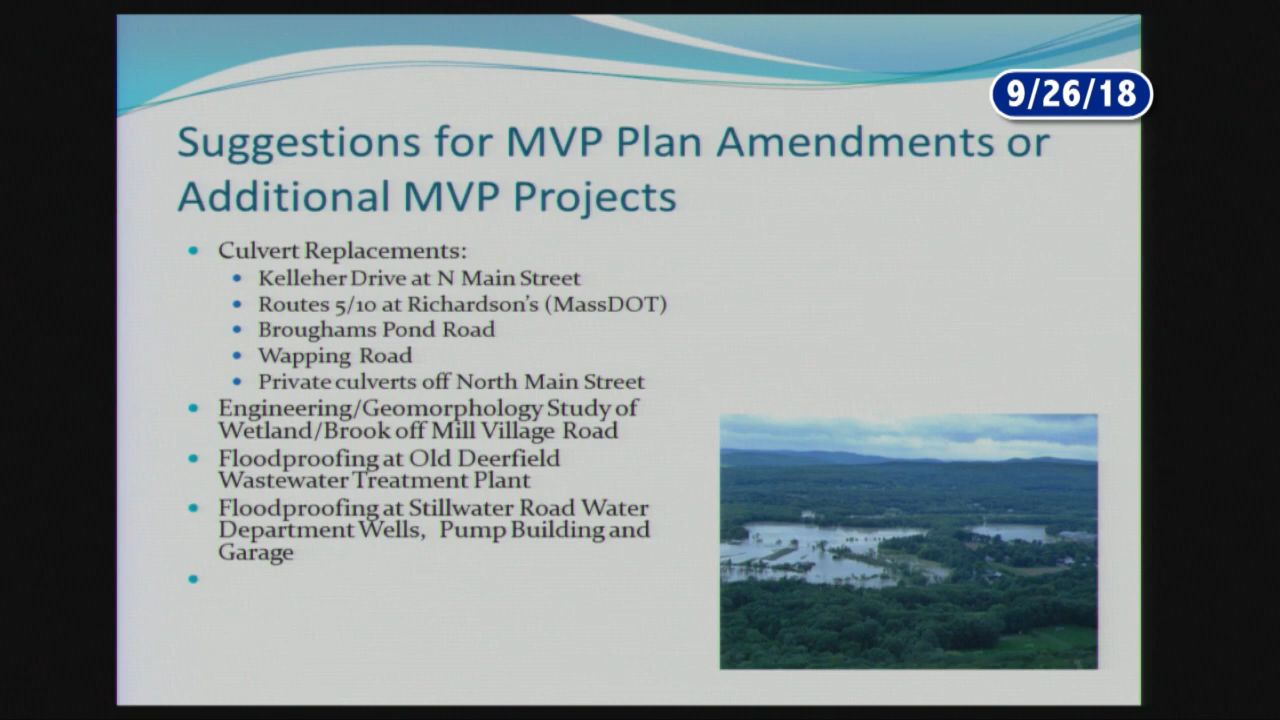 9/26/18
Suggestions for MVP Plan Amendments or
Additional MVP Projects
Culvert Replacements:
Kelleher Drive at N Main Street
Routes 5/10 at Richardson's (MassDOT)
Broughams Pond Road
Wapping Road
Private culverts off North Main Street
Engineering/Geomorphology Study of
Wetland/Brook off Mill Village Road
Floodproofing at Old Deerfield
Wastewater Treatment Plant
Floodproofing at Stillwater Road Water
Department Wells, Pump Building and
Garage